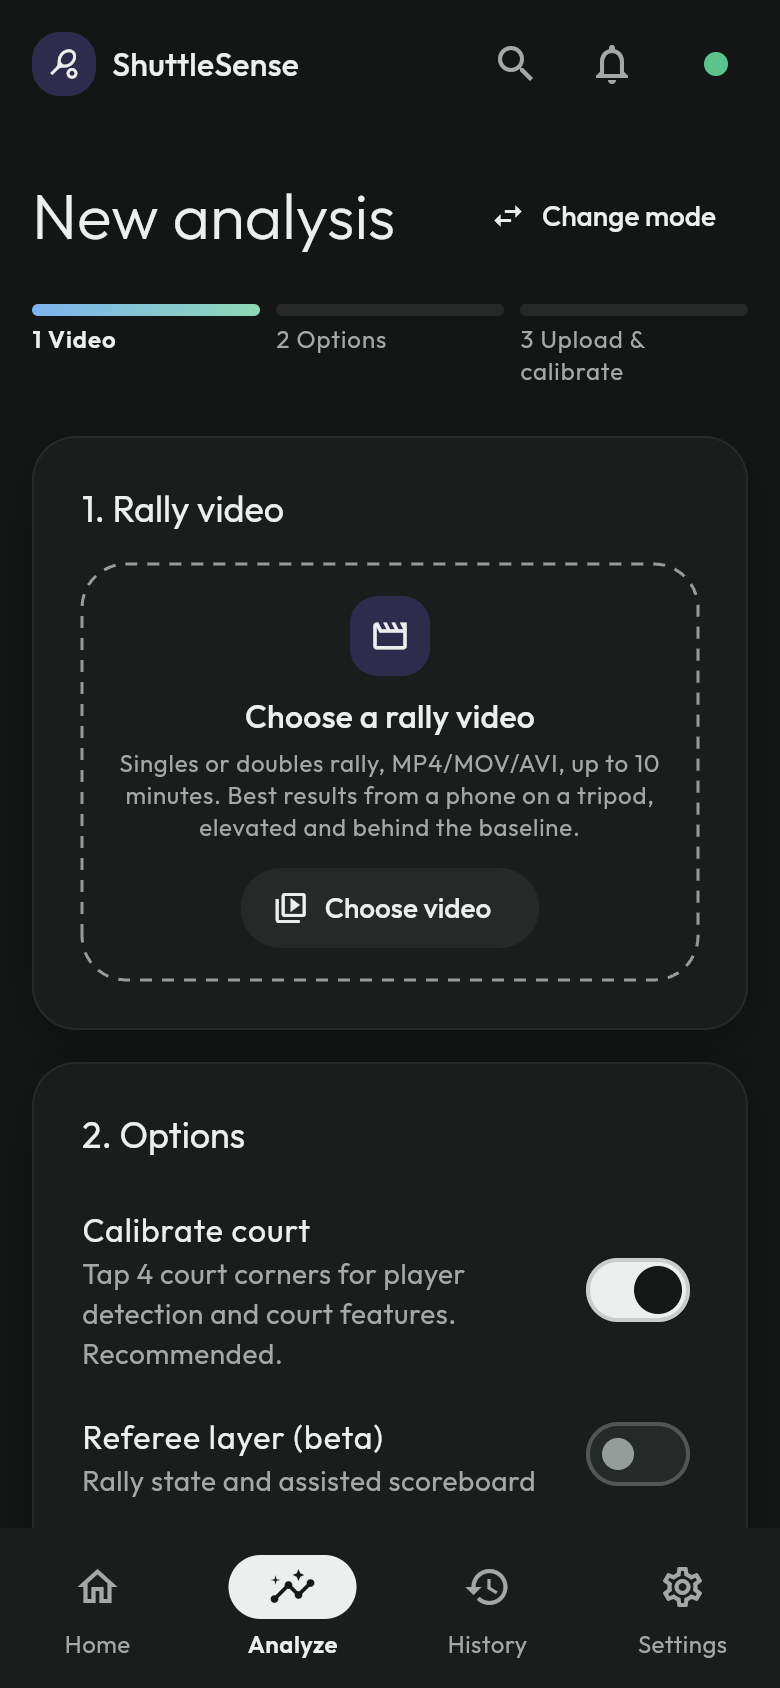 ShuttleSense
New analysis
Change mode
1 Video
2 Options
3 Upload &
calibrate
1. Rally video
Choose a rally video
Singles or doubles rally, MP4/MOV/AVI, up to 10
minutes. Best results from a phone on a tripod,
elevated and behind the baseline.
Choose video
2. Options
Calibrate court
Tap 4 court corners for player
detection and court features.
Recommended.
Referee layer (beta)
Rally state and assisted scoreboard
Home
Analyze
History
Settings